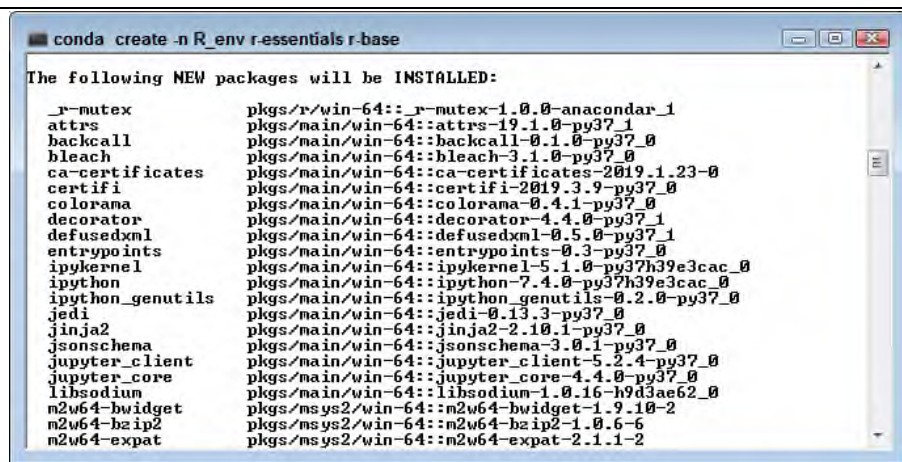 conda create -n R_env r-essentials r-base
The following NEW packages will be INSTALLED:
_r-mutex pkgs/r/win-64::_r-mutex-1.0.0-anacondar_1
attrs pkgs/main/win-64::attrs-19.1.0-py37_1
backcall pkgs/main/win-64::backcall-0.1.0-py37_0
bleach pkgs/main/win-64::bleach-3.1.0-py37_0
ca-certificates pkgs/main/win-64::ca-certificates-2019.1.23-0
certifi pkgs/main/win-64::certifi-2019.3.9-py37_0
colorama pkgs/main/win-64::colorama-0.4.1-py37_0
decorator pkgs/main/win-64::decorator-4.4.0-py37_1
defusedxml pkgs/main/win-64::defusedxml-0.5.0-py37_1
entrypoints pkgs/main/win-64::entrypoints-0.3-py37_0
ipykernel pkgs/main/win-64::ipykernel-5.1.0-py37h39e3cac_0
ipython pkgs/main/win-64::ipython-7.4.0-py37h39e3cac_0
ipython_genutils pkgs/main/win-64::ipython_genutils-0.2.0-py37_0
jedi pkgs/main/win-64::jedi-0.13.3-py37_0
jinja2 pkgs/main/win-64::jinja2-2.10.1-py37_0
jsonschema pkgs/main/win-64::jsonschema-3.0.1-py37_0
jupyter_client pkgs/main/win-64::jupyter_client-5.2.4-py37_0
jupyter_core pkgs/main/win-64::jupyter_core-4.4.0-py37_0
libsodium pkgs/main/win-64::libsodium-1.0.16-h9d3ae62_0
m2w64-bwidget pkgs/msys2/win-64::m2w64-bwidget-1.9.10-2
m2w64-bzip2 pkgs/msys2/win-64::m2w64-bzip2-1.0.6-6
m2w64-expat pkgs/msys2/win-64::m2w64-expat-2.1.1-2